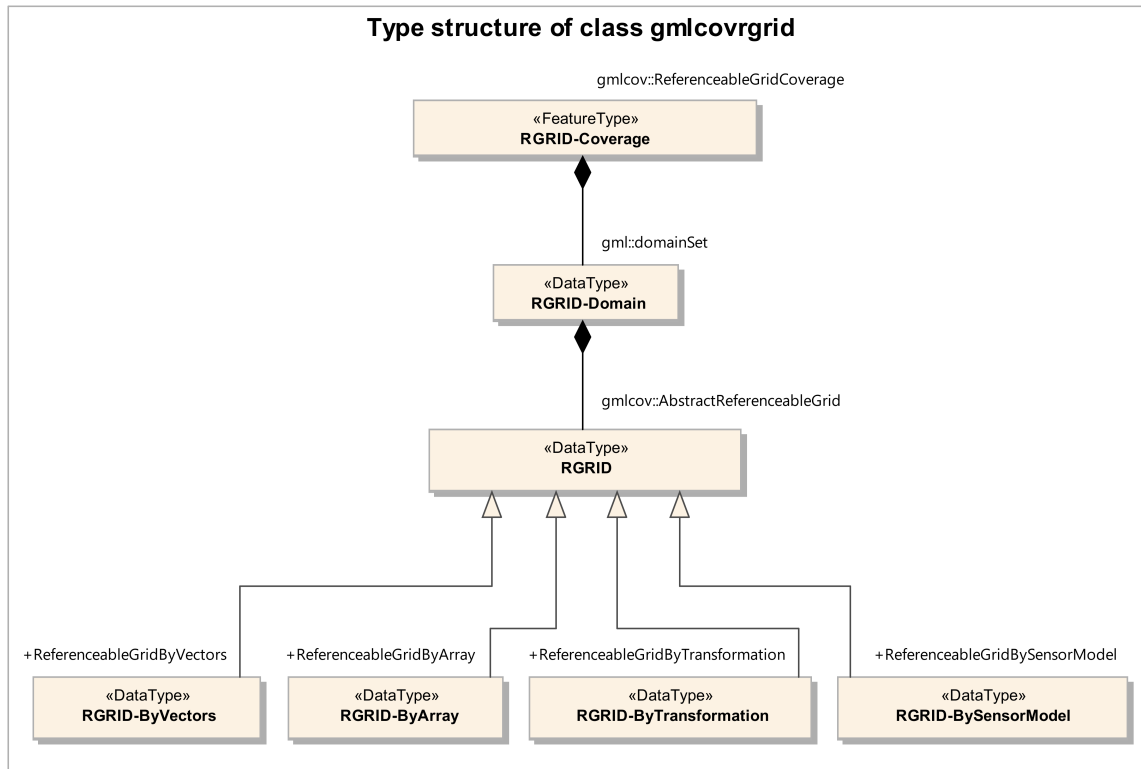 Type structure of class gmlcovrgrid
gmlcov::ReferenceableGridCoverage
«FeatureType»
RGRID-Coverage
gml::domainSet
«DataType»
RGRID-Domain
gmlcov::AbstractReferenceableGrid
«DataType»
RGRID
+ReferenceableGridByVectors
«DataType»
RGRID-ByVectors
+ReferenceableGridByArray
«DataType»
RGRID-ByArray
+ReferenceableGridByTransformation
«DataType»
RGRID-ByTransformation
+ReferenceableGridBySensorModel
«DataType»
RGRID-BySensorModel